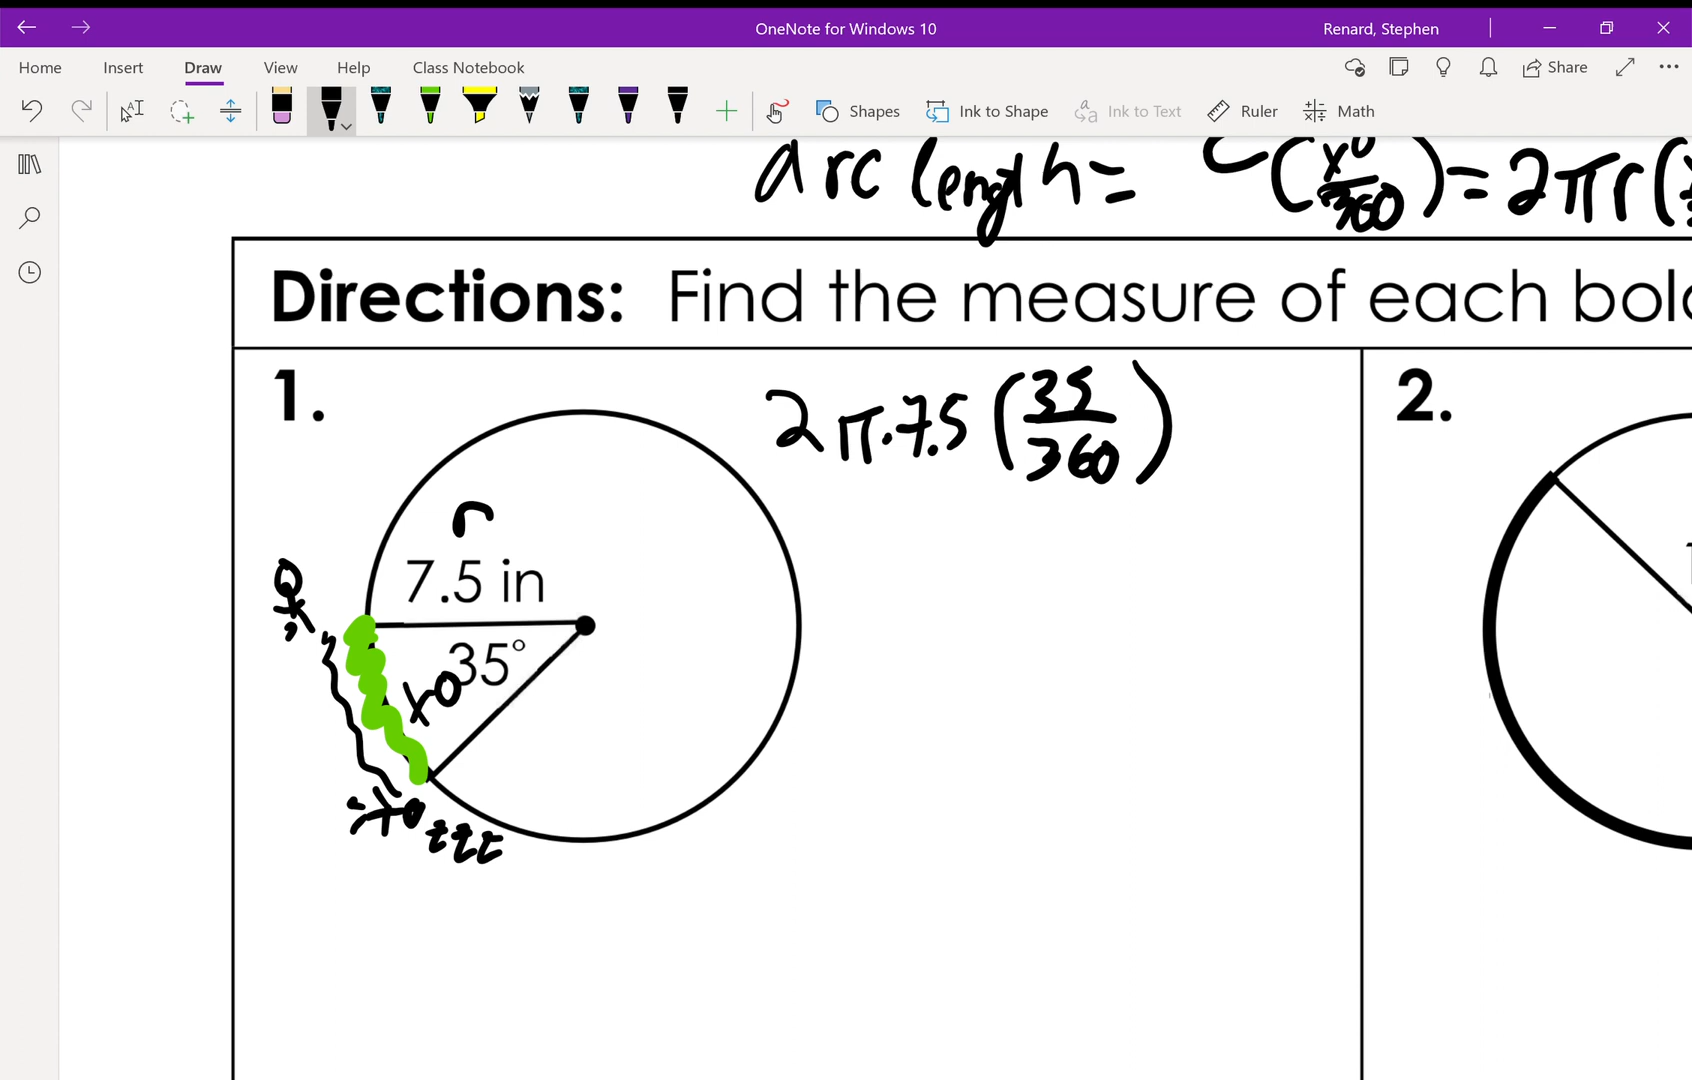 OneNote for Windows 10
Renard, Stephen
Home Insert Draw View Help Class Notebook
Share
Shapes Ink to Shape Ink to Text Ruler Math
arc length = C(x°/360) = 2πr(
Directions: Find the measure of each bol
1.
2π·7.5(35/360)
2.
r
7.5 in
35°
x°
zzz